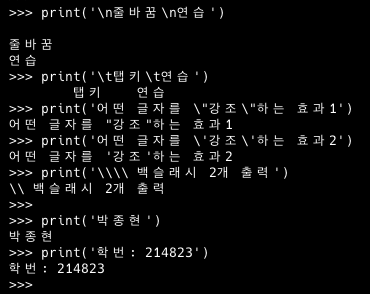 >>> print('\n줄바꿈\n연습')

줄바꿈
연습
>>> print('\t탭키\t연습')
        탭키    연습
>>> print('어떤 글자를 \"강조\"하는 효과1')
어떤 글자를 "강조"하는 효과1
>>> print('어떤 글자를 \'강조\'하는 효과2')
어떤 글자를 '강조'하는 효과2
>>> print('\\\\ 백슬래시 2개 출력')
\\ 백슬래시 2개 출력
>>>
>>> print('박종현')
박종현
>>> print('학번: 214823')
학번: 214823
>>>